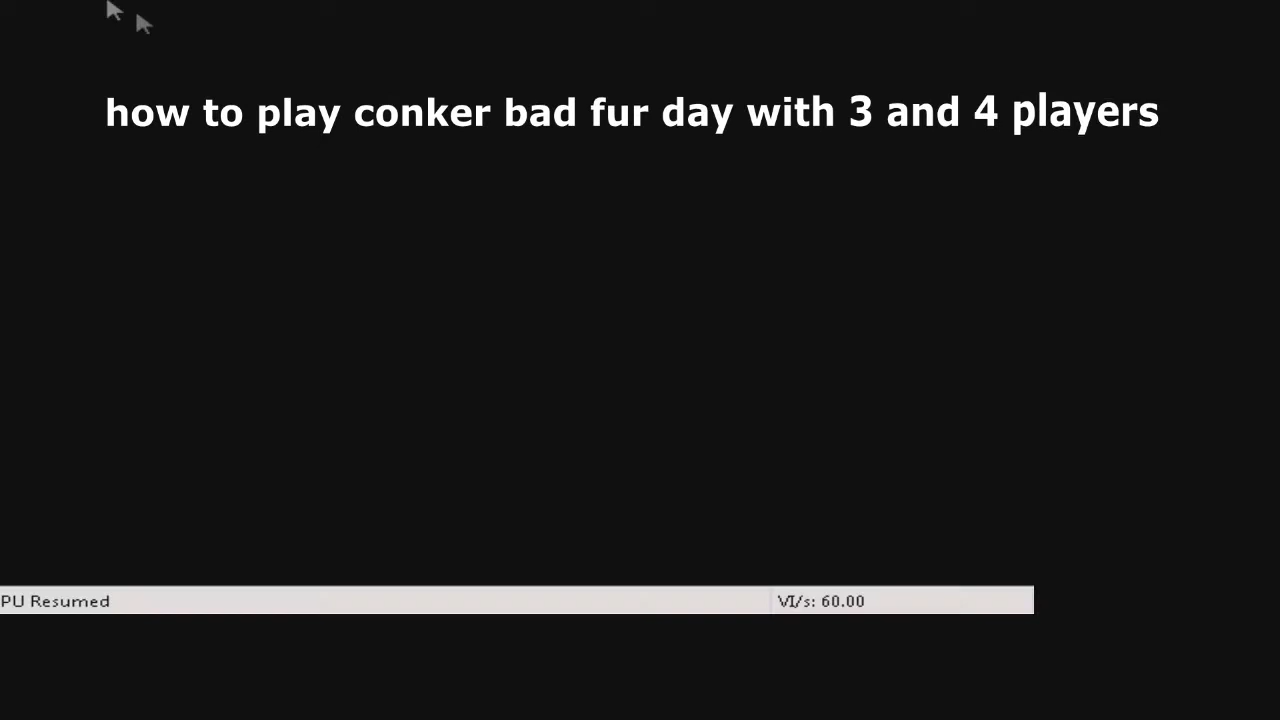 how to play conker bad fur day with 3 and 4 players
PU Resumed VI/s: 60.00